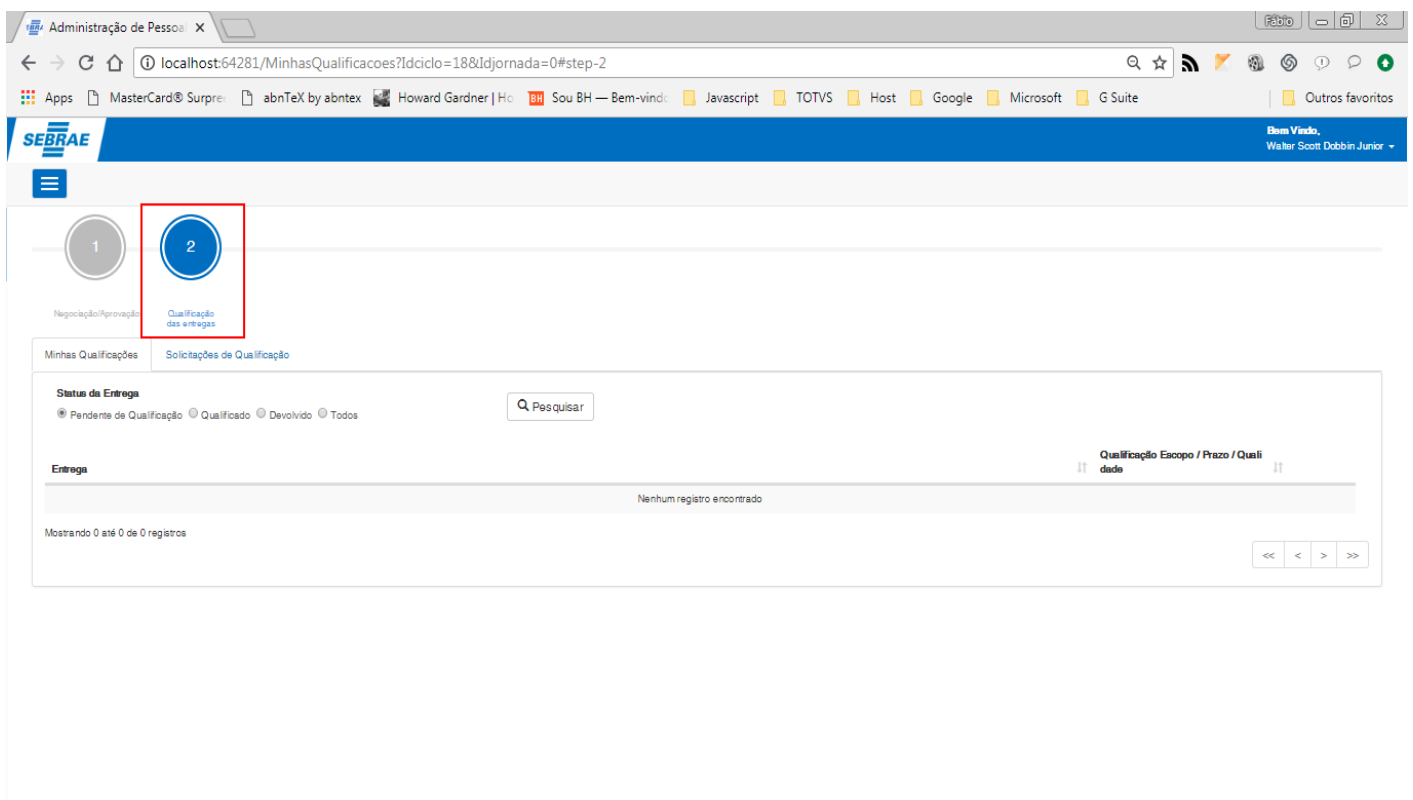 Administração de Pessoal
Fábio
localhost:64281/MinhasQualificacoes?Idciclo=18&Idjornada=0#step-2
Apps MasterCard® Surpre abnTeX by abntex Howard Gardner | Ho BH Sou BH — Bem-vindo Javascript TOTVS Host Google Microsoft G Suite Outros favoritos
SEBRAE
Bem Vindo,
Walter Scott Dobbin Junior
1
2
Negociação/Aprovação
Qualificação
das entregas
Minhas Qualificações Solicitações de Qualificação
Status da Entrega
Pendente de Qualificação Qualificado Devolvido Todos
Pesquisar
Entrega
Qualificação Escopo / Prazo / Quali
dade
Nenhum registro encontrado
Mostrando 0 até 0 de 0 registros
<< < > >>